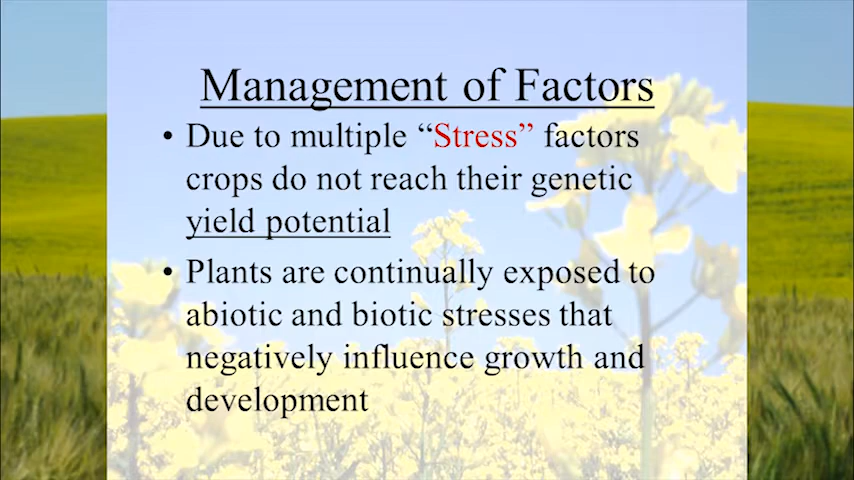 Management of Factors
• Due to multiple “Stress” factors
crops do not reach their genetic
yield potential
• Plants are continually exposed to
abiotic and biotic stresses that
negatively influence growth and
development